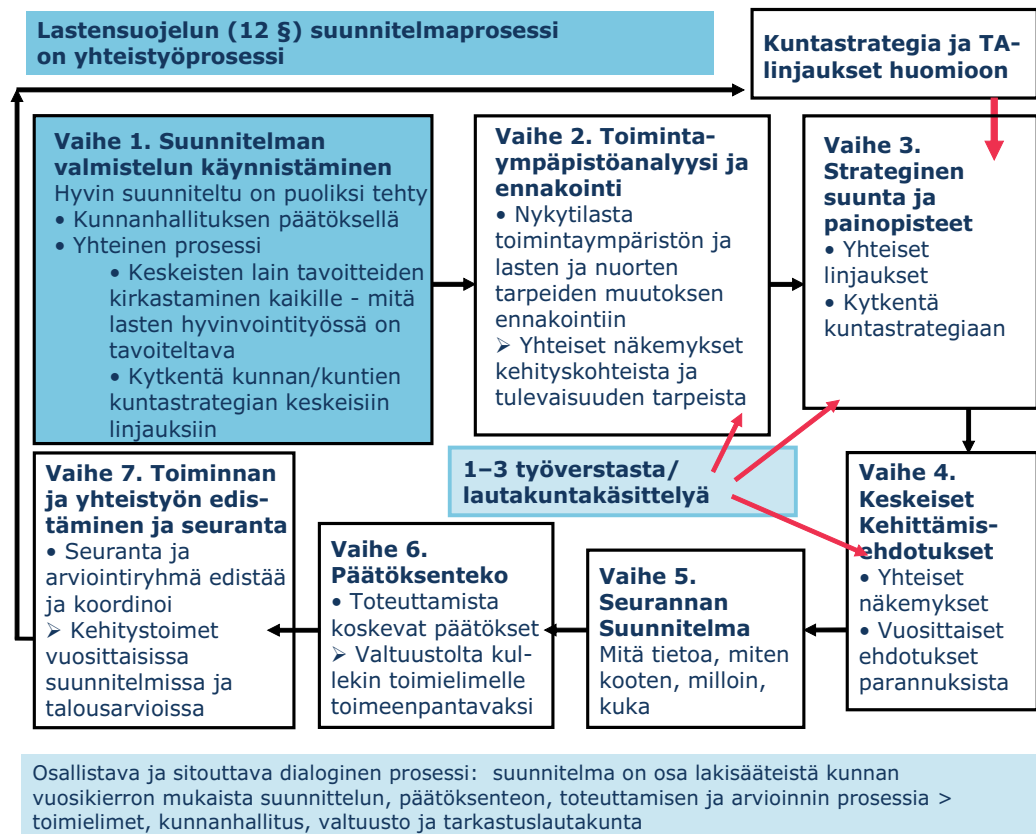 Lastensuojelun (12 §) suunnitelmaprosessi
on yhteistyöprosessi
Kuntastrategia ja TA-
linjaukset huomioon
Vaihe 1. Suunnitelman
valmistelun käynnistäminen
Hyvin suunniteltu on puoliksi tehty
• Kunnanhallituksen päätöksellä
• Yhteinen prosessi
• Keskeisten lain tavoitteiden
kirkastaminen kaikille - mitä
lasten hyvinvointityössä on
tavoiteltava
• Kytkentä kunnan/kuntien
kuntastrategian keskeisiin
linjauksiin
Vaihe 2. Toiminta-
ympäpistöanalyysi ja
ennakointi
• Nykytilasta
toimintaympäristön ja
lasten ja nuorten
tarpeiden muutoksen
ennakointiin
➢ Yhteiset näkemykset
kehityskohteista ja
tulevaisuuden tarpeista
Vaihe 3.
Strateginen
suunta ja
painopisteet
• Yhteiset
linjaukset
• Kytkentä
kuntastrategiaan
1–3 työverstasta/
lautakuntakäsittelyä
Vaihe 4.
Keskeiset
Kehittämis-
ehdotukset
• Yhteiset
näkemykset
• Vuosittaiset
ehdotukset
parannuksista
Vaihe 5.
Seurannan
Suunnitelma
Mitä tietoa, miten
kooten, milloin,
kuka
Vaihe 6.
Päätöksenteko
• Toteuttamista
koskevat päätökset
➢ Valtuustolta kul-
lekin toimielimelle
toimeenpantavaksi
Vaihe 7. Toiminnan
ja yhteistyön edis-
täminen ja seuranta
• Seuranta ja
arviointiryhmä edistää
ja koordinoi
➢ Kehitystoimet
vuosittaisissa
suunnitelmissa ja
talousarvioissa
Osallistava ja sitouttava dialoginen prosessi: suunnitelma on osa lakisääteistä kunnan
vuosikierron mukaista suunnittelun, päätöksenteon, toteuttamisen ja arvioinnin prosessia >
toimielimet, kunnanhallitus, valtuusto ja tarkastuslautakunta